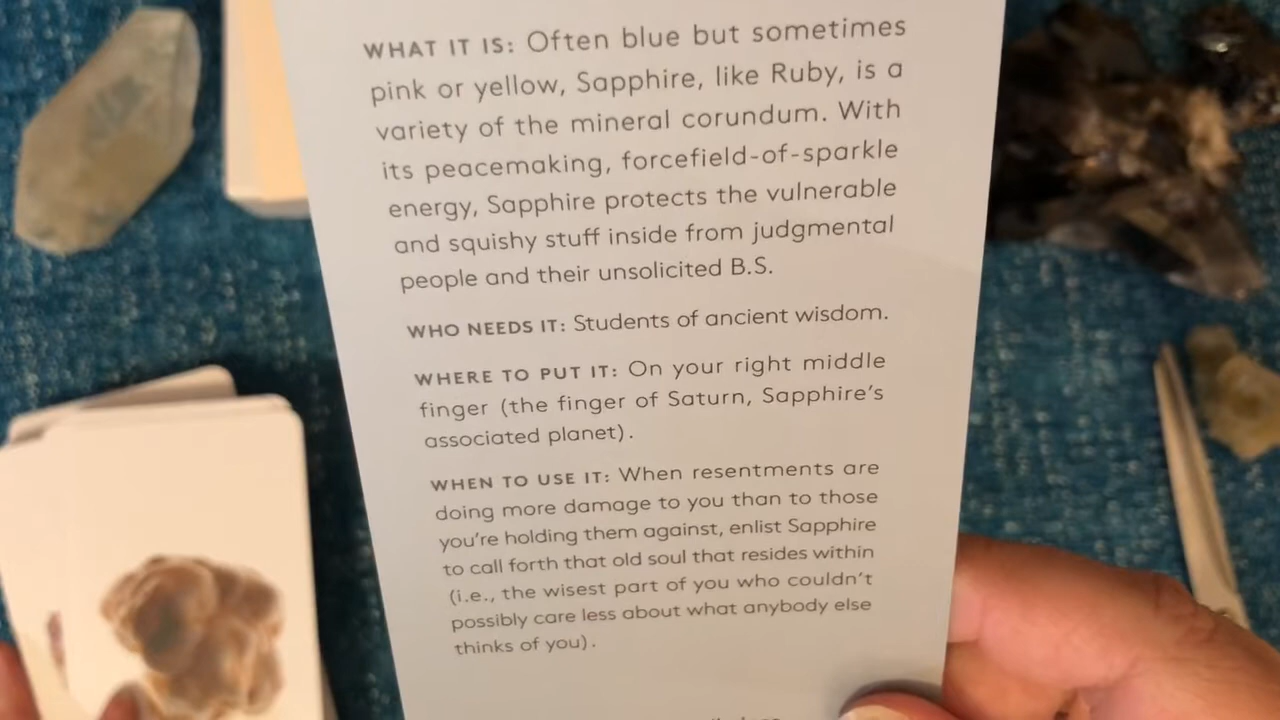 WHAT IT IS: Often blue but sometimes
pink or yellow, Sapphire, like Ruby, is a
variety of the mineral corundum. With
its peacemaking, forcefield-of-sparkle
energy, Sapphire protects the vulnerable
and squishy stuff inside from judgmental
people and their unsolicited B.S.
WHO NEEDS IT: Students of ancient wisdom.
WHERE TO PUT IT: On your right middle
finger (the finger of Saturn, Sapphire's
associated planet).
WHEN TO USE IT: When resentments are
doing more damage to you than to those
you're holding them against, enlist Sapphire
to call forth that old soul that resides within
(i.e., the wisest part of you who couldn't
possibly care less about what anybody else
thinks of you).